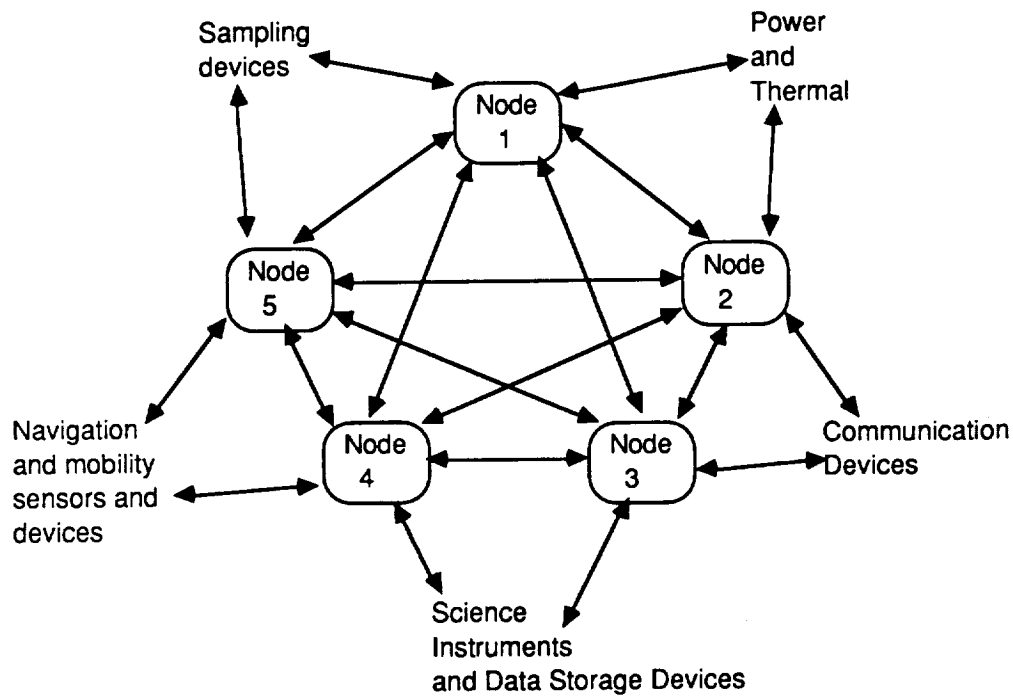 Sampling
devices
Power
and
Thermal
Node
1
Node
5
Node
2
Navigation
and mobility
sensors and
devices
Node
4
Node
3
Communication
Devices
Science
Instruments
and Data Storage Devices